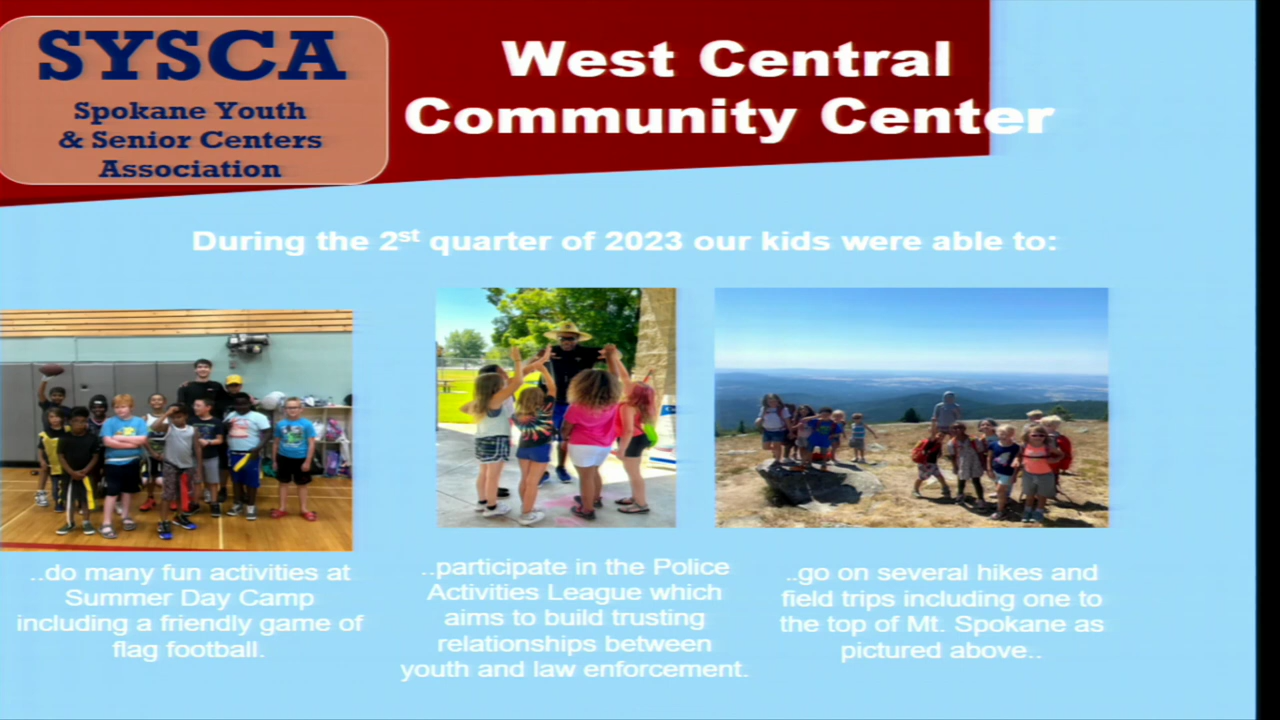 SYSCA
Spokane Youth
& Senior Centers
Association
West Central
Community Center
During the 2st quarter of 2023 our kids were able to:
..do many fun activities at
Summer Day Camp
including a friendly game of
flag football.
..participate in the Police
Activities League which
aims to build trusting
relationships between
youth and law enforcement.
..go on several hikes and
field trips including one to
the top of Mt. Spokane as
pictured above..